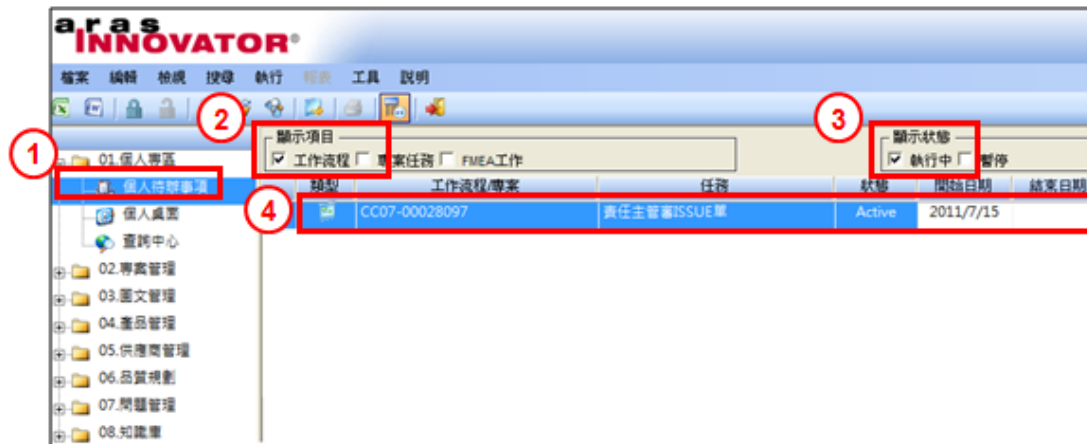 aras
INNOVATOR®
檔案 編輯 檢視 搜尋 執行 報表 工具 說明
2
3
顯示項目
顯示狀態
1
01.個人專區
工作流程 專案任務 FMEA工作
執行中 暫停
個人待辦事項
類型 工作流程/專案 任務 狀態 開始日期 結束日期
4
CC07-00028097 責任主管審ISSUE單 Active 2011/7/15
個人桌面
查詢中心
02.專案管理
03.圖文管理
04.產品管理
05.供應商管理
06.品質規劃
07.問題管理
08.知識庫